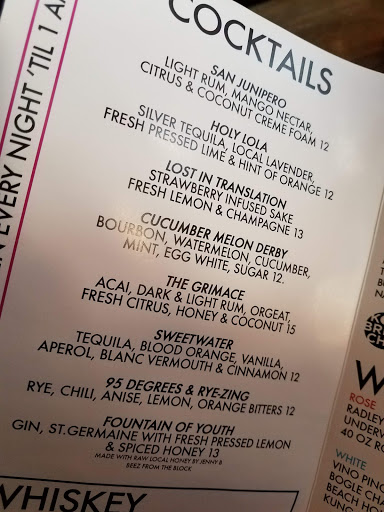 COCKTAILS
SAN JUNIPERO
LIGHT RUM, MANGO NECTAR,
CITRUS & COCONUT CREME FOAM 12
HOLY LOLA
SILVER TEQUILA, LOCAL LAVENDER,
FRESH PRESSED LIME & HINT OF ORANGE 12
LOST IN TRANSLATION
STRAWBERRY INFUSED SAKE
FRESH LEMON & CHAMPAGNE 13
CUCUMBER MELON DERBY
BOURBON, WATERMELON, CUCUMBER,
MINT, EGG WHITE, SUGAR 12.
THE GRIMACE
ACAI, DARK & LIGHT RUM, ORGEAT,
FRESH CITRUS, HONEY & COCONUT 15
SWEETWATER
TEQUILA, BLOOD ORANGE, VANILLA,
APEROL, BLANC VERMOUTH & CINNAMON 12
95 DEGREES & RYE-ZING
RYE, CHILI, ANISE, LEMON, ORANGE BITTERS 12
FOUNTAIN OF YOUTH
GIN, ST.GERMAINE WITH FRESH PRESSED LEMON
& SPICED HONEY 13
MADE WITH RAW LOCAL HONEY BY JENNY B
BEEZ FROM THE BLOCK
WHISKEY
EVERY NIGHT 'TIL 1 A
W
ROSE
RADLEY
UNDERW
40 OZ RO
WHITE
VINO PINO
BOGLE CHA
BEACH HO
KUNG